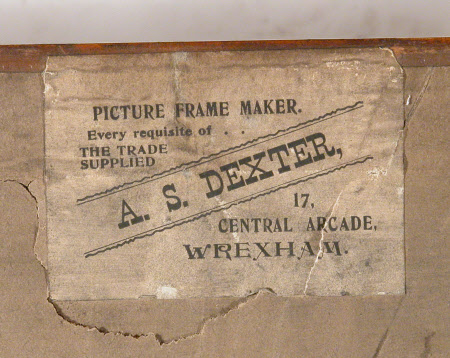 PICTURE FRAME MAKER.
Every requisite of . .
THE TRADE
SUPPLIED
A. S. DEXTER,
17,
CENTRAL ARCADE,
WREXHAM.